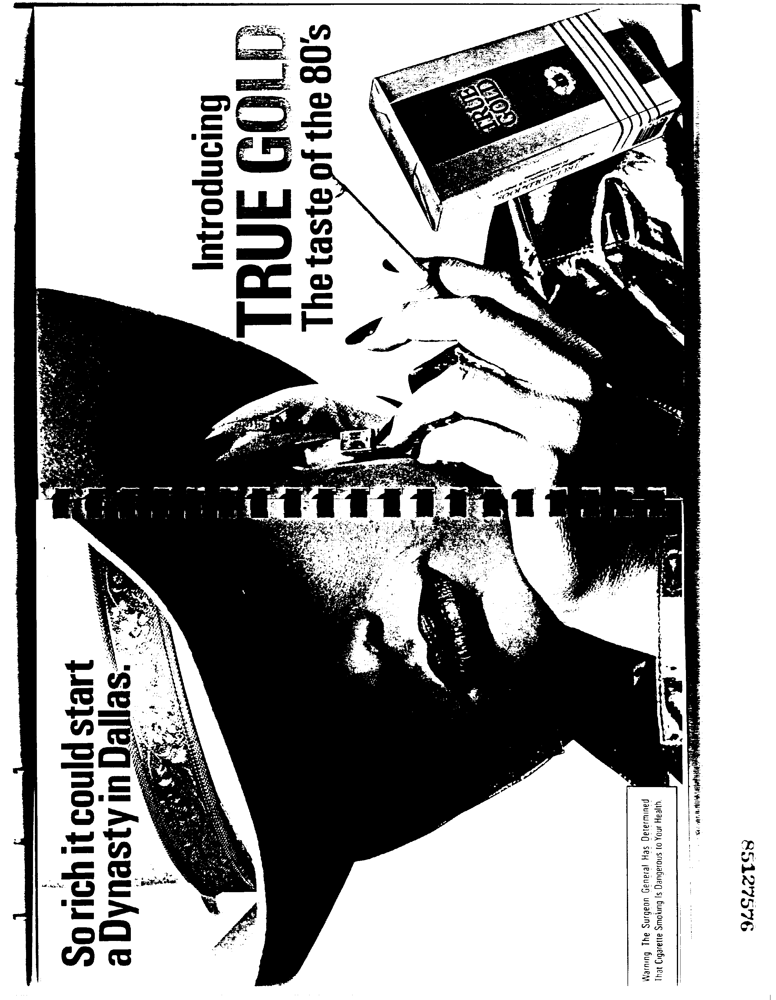 So rich it could start
a Dynasty in Dallas.
Introducing
TRUE GOLD
The taste of the 80's
TRUE
GOLD
Warning: The Surgeon General Has Determined
That Cigarette Smoking Is Dangerous to Your Health
85127576